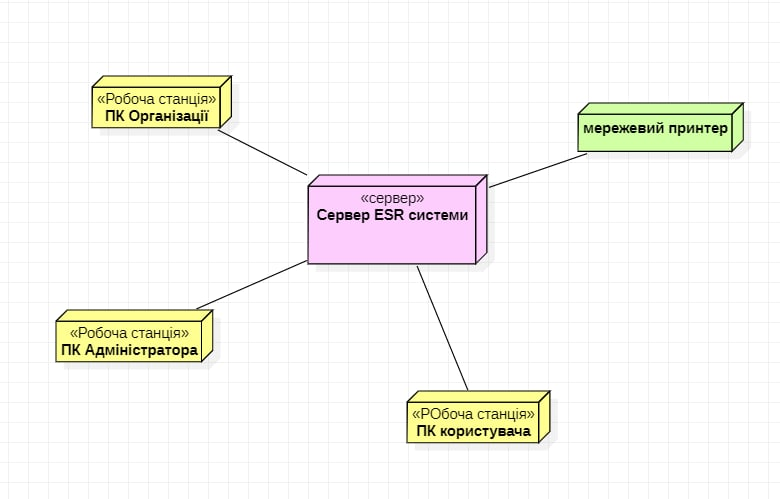 «Робоча станція»
ПК Організації
мережевий принтер
«сервер»
Сервер ESR системи
«Робоча станція»
ПК Адміністратора
«РОбоча станція»
ПК користувача